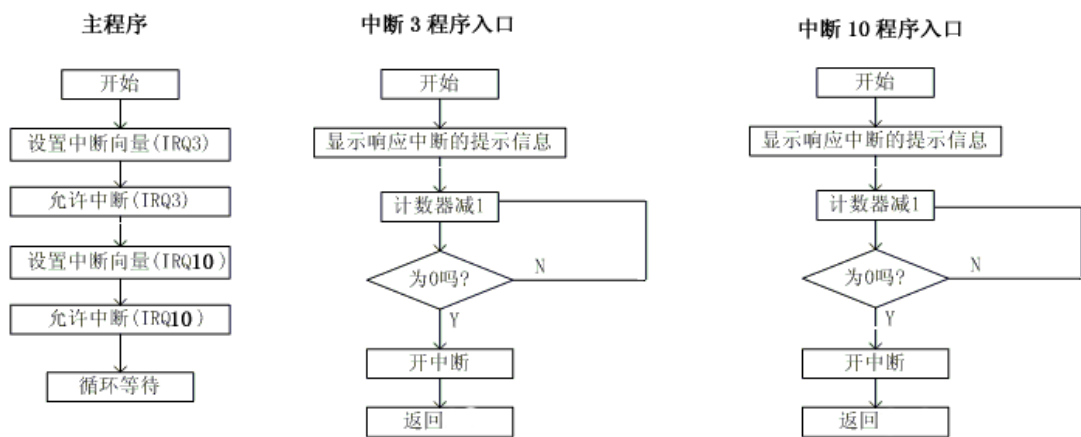 主程序
开始
设置中断向量(IRQ3)
允许中断(IRQ3)
设置中断向量(IRQ10)
允许中断(IRQ10)
循环等待
中断 3 程序入口
开始
显示响应中断的提示信息
计数器减1
为0吗?
N
Y
开中断
返回
中断 10 程序入口
开始
显示响应中断的提示信息
计数器减1
为0吗?
N
Y
开中断
返回